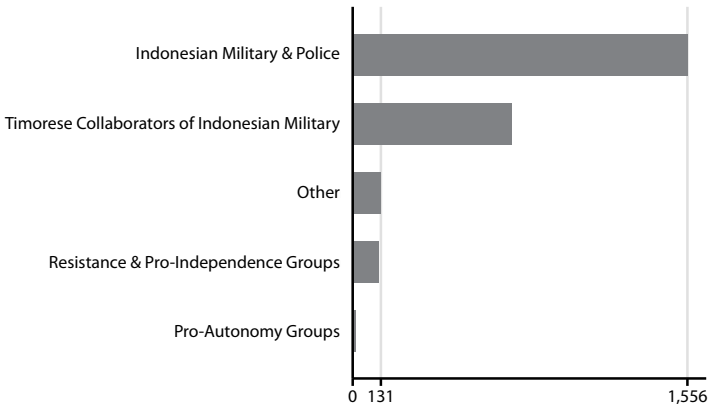 Indonesian Military & Police
Timorese Collaborators of Indonesian Military
Other
Resistance & Pro-Independence Groups
Pro-Autonomy Groups
0 131 1,556